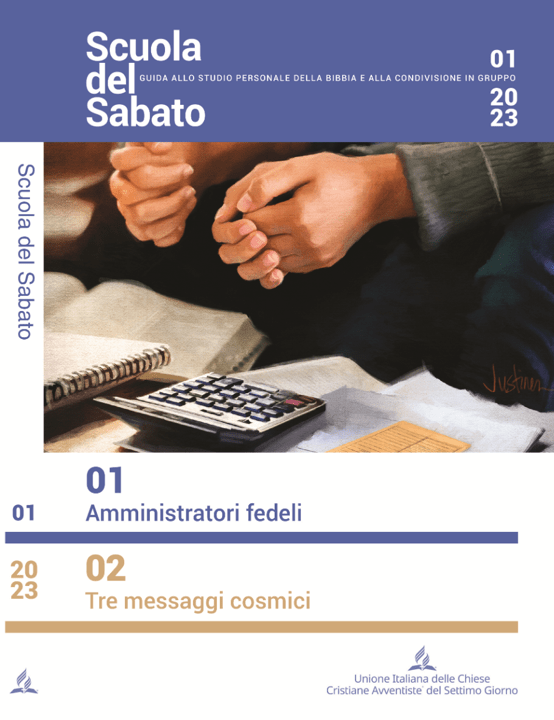 Scuola
del
Sabato
GUIDA ALLO STUDIO PERSONALE DELLA BIBBIA E ALLA CONDIVISIONE IN GRUPPO
01
20
23
Scuola del Sabato
Justinen
01
Amministratori fedeli
01
02
Tre messaggi cosmici
20
23
Unione Italiana delle Chiese
Cristiane Avventiste® del Settimo Giorno